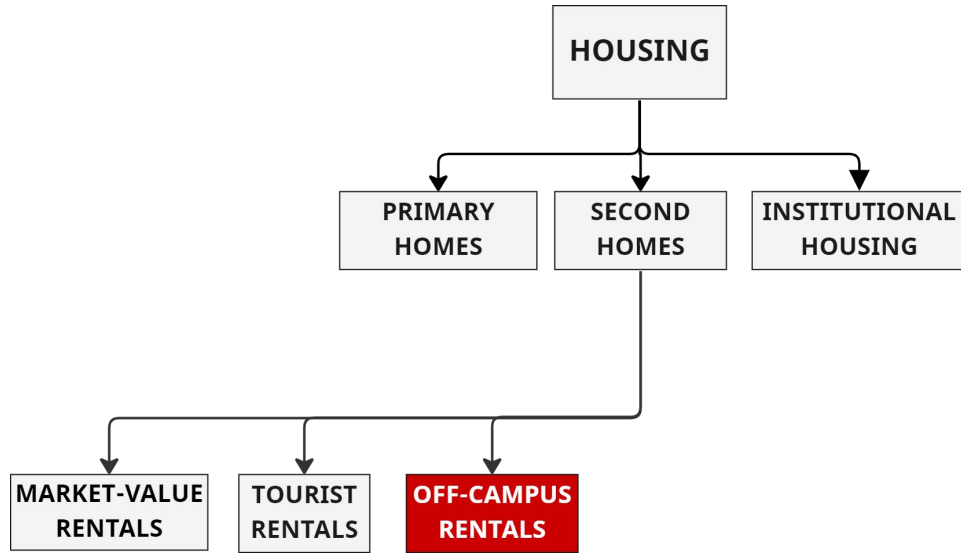 HOUSING
PRIMARY
HOMES
SECOND
HOMES
INSTITUTIONAL
HOUSING
MARKET-VALUE
RENTALS
TOURIST
RENTALS
OFF-CAMPUS
RENTALS